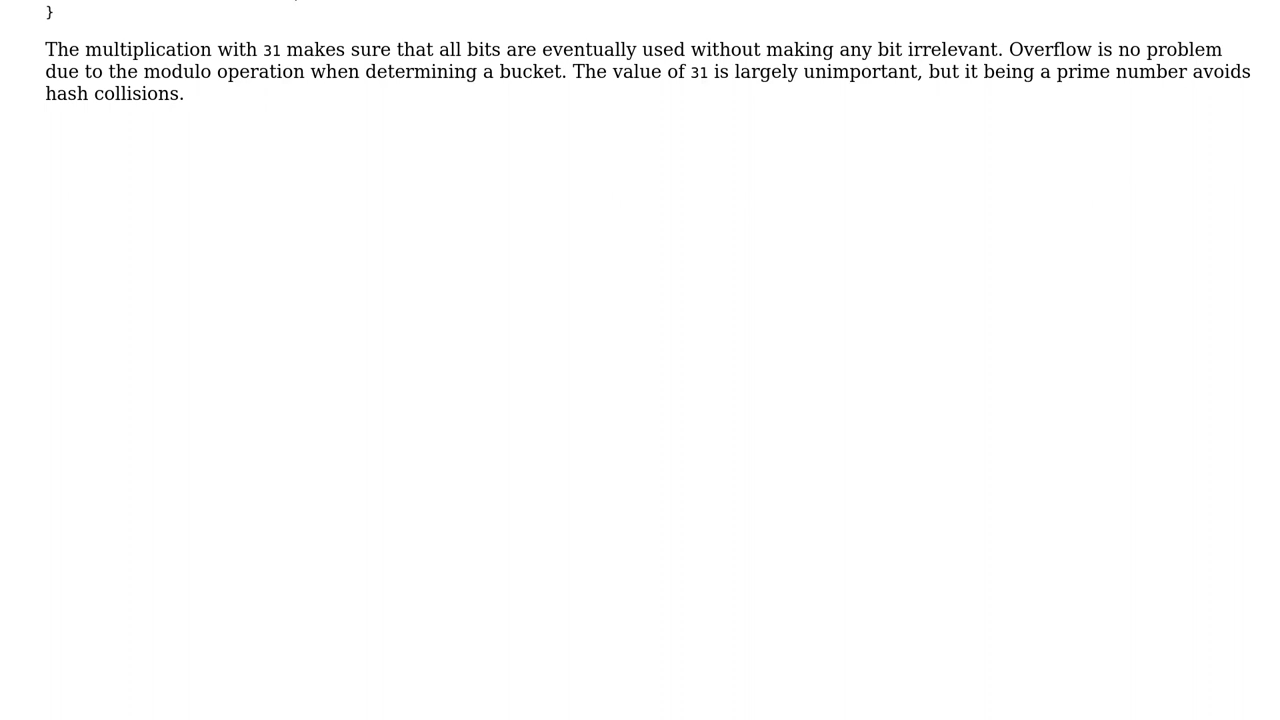 }
The multiplication with 31 makes sure that all bits are eventually used without making any bit irrelevant. Overflow is no problem
due to the modulo operation when determining a bucket. The value of 31 is largely unimportant, but it being a prime number avoids
hash collisions.